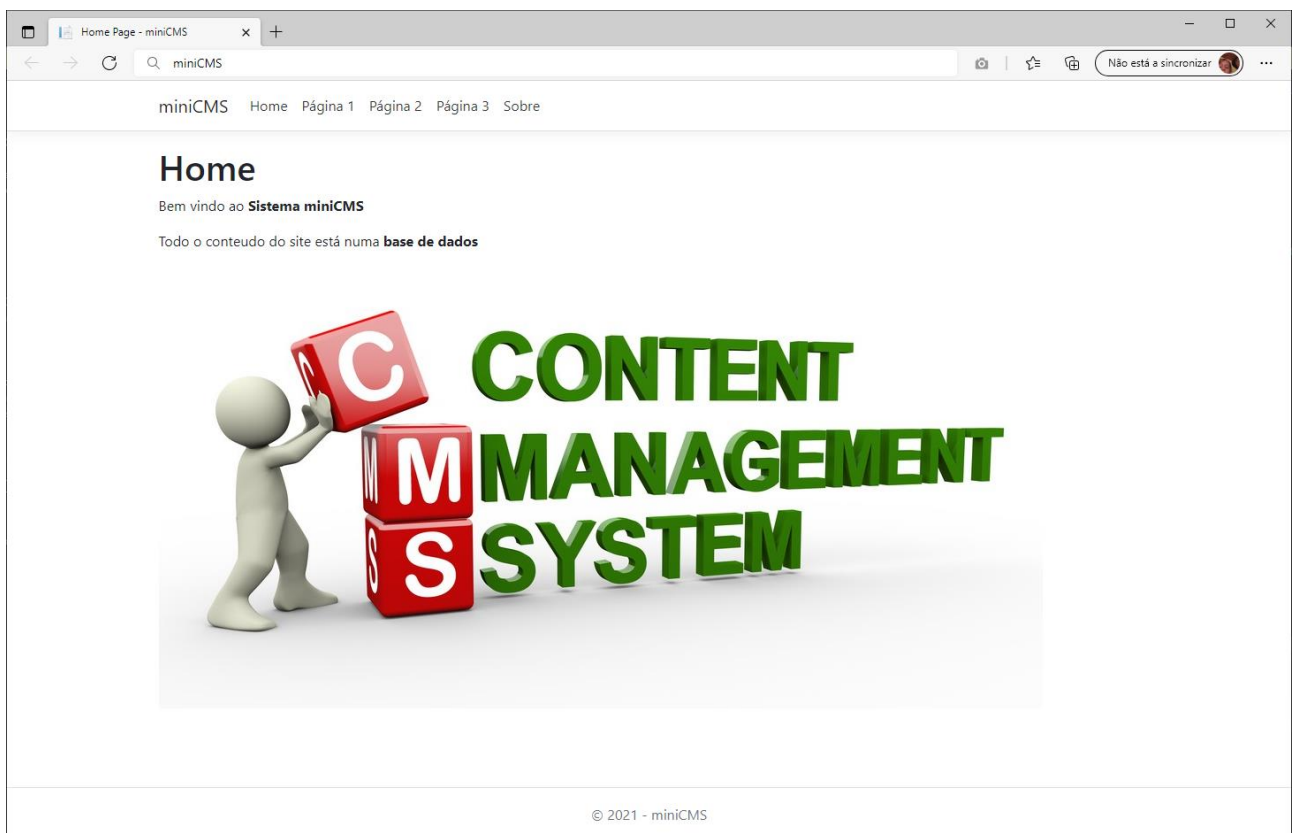 Home Page - miniCMS
miniCMS
Não está a sincronizar
miniCMS Home Página 1 Página 2 Página 3 Sobre
Home
Bem vindo ao Sistema miniCMS
Todo o conteudo do site está numa base de dados
C C CONTENT
M M MANAGEMENT
S S SYSTEM
© 2021 - miniCMS